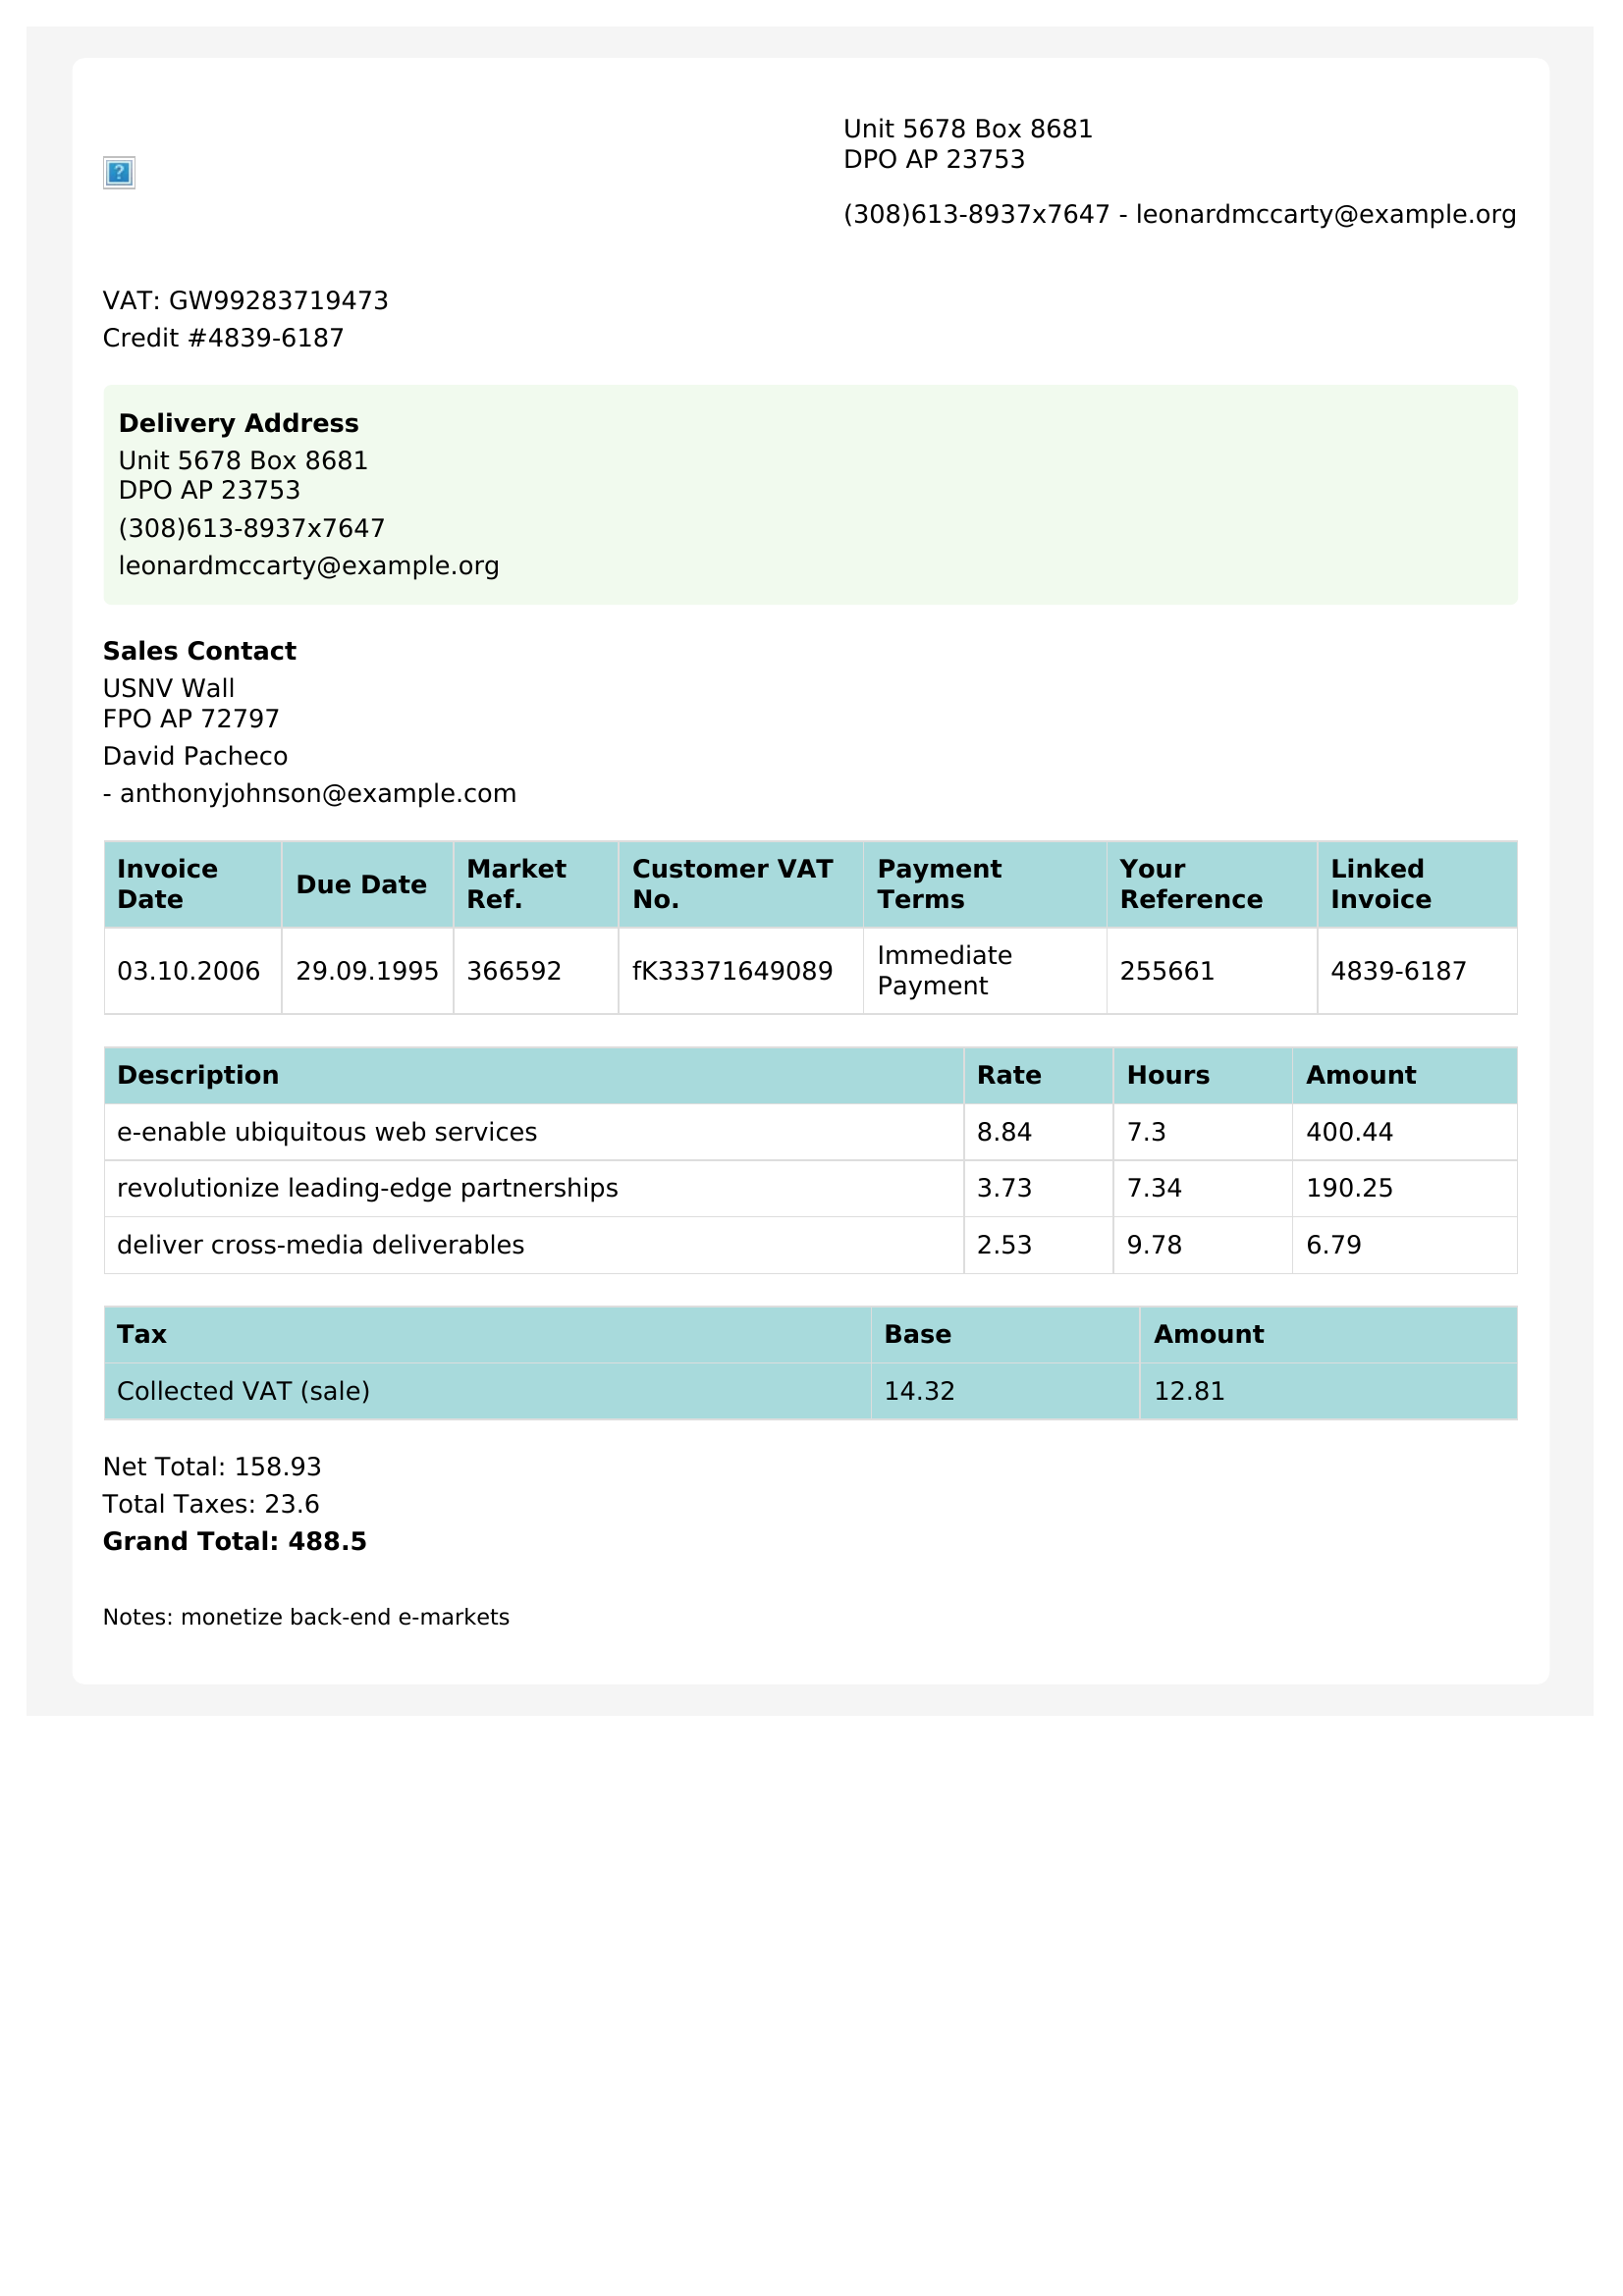 Unit 5678 Box 8681
DPO AP 23753
(308)613-8937x7647 - leonardmccarty@example.org
VAT: GW99283719473
Credit #4839-6187
Delivery Address
Unit 5678 Box 8681
DPO AP 23753
(308)613-8937x7647
leonardmccarty@example.org
Sales Contact
USNV Wall
FPO AP 72797
David Pacheco
- anthonyjohnson@example.com
Invoice Date Due Date Market Ref. Customer VAT No. Payment Terms Your Reference Linked Invoice
03.10.2006 29.09.1995 366592 fK33371649089 Immediate Payment 255661 4839-6187
Description Rate Hours Amount
e-enable ubiquitous web services 8.84 7.3 400.44
revolutionize leading-edge partnerships 3.73 7.34 190.25
deliver cross-media deliverables 2.53 9.78 6.79
Tax Base Amount
Collected VAT (sale) 14.32 12.81
Net Total: 158.93
Total Taxes: 23.6
Grand Total: 488.5
Notes: monetize back-end e-markets